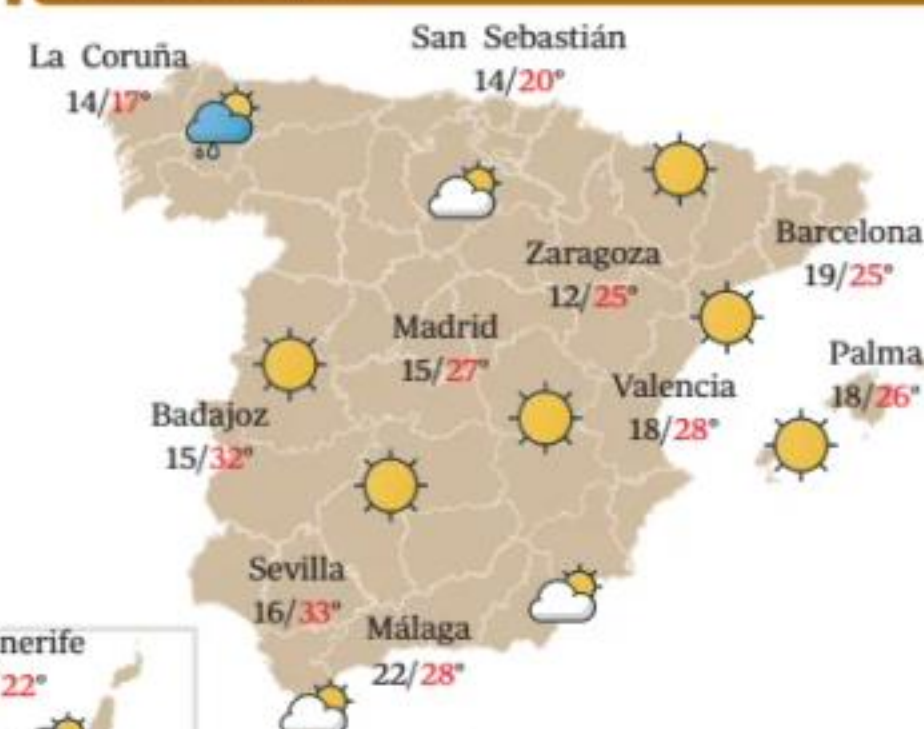 San Sebastián
14/20°
La Coruña
14/17°
Barcelona
19/25°
Zaragoza
12/25°
Madrid
15/27°
Palma
18/26°
Valencia
18/28°
Badajoz
15/32°
Sevilla
16/33°
Málaga
22/28°
nerife
22°